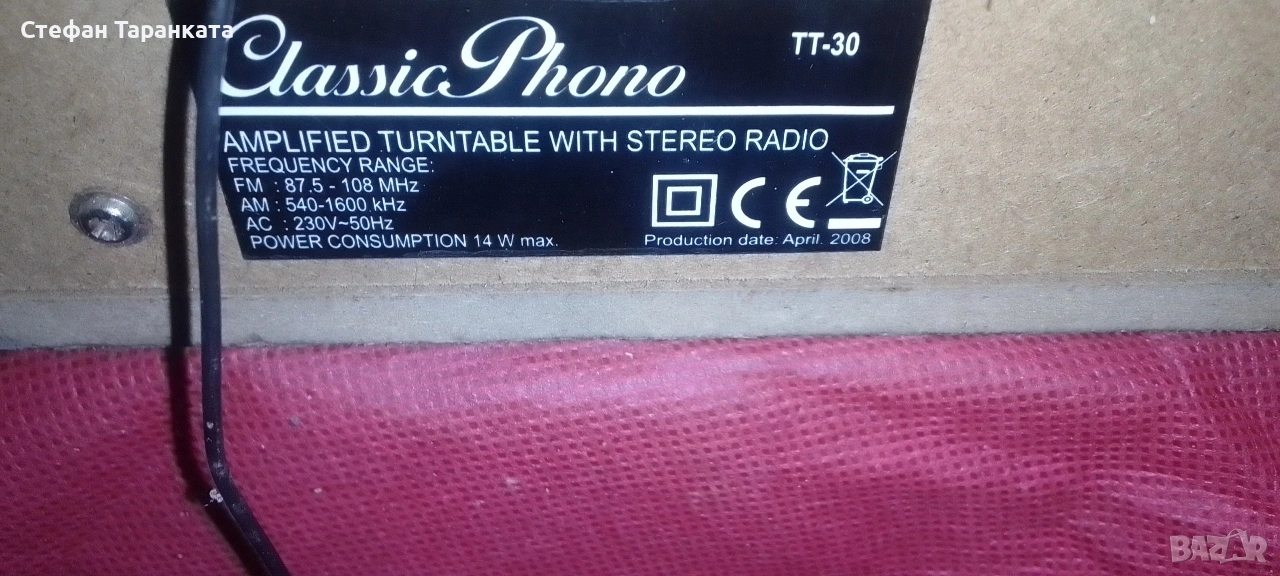 Стефан Таранката
Classic Phono TT-30
AMPLIFIED TURNTABLE WITH STEREO RADIO
FREQUENCY RANGE:
FM : 87.5 - 108 MHz
AM : 540-1600 kHz
AC : 230V~50Hz
POWER CONSUMPTION 14 W max.
CE
Production date: April. 2008
BAZAR